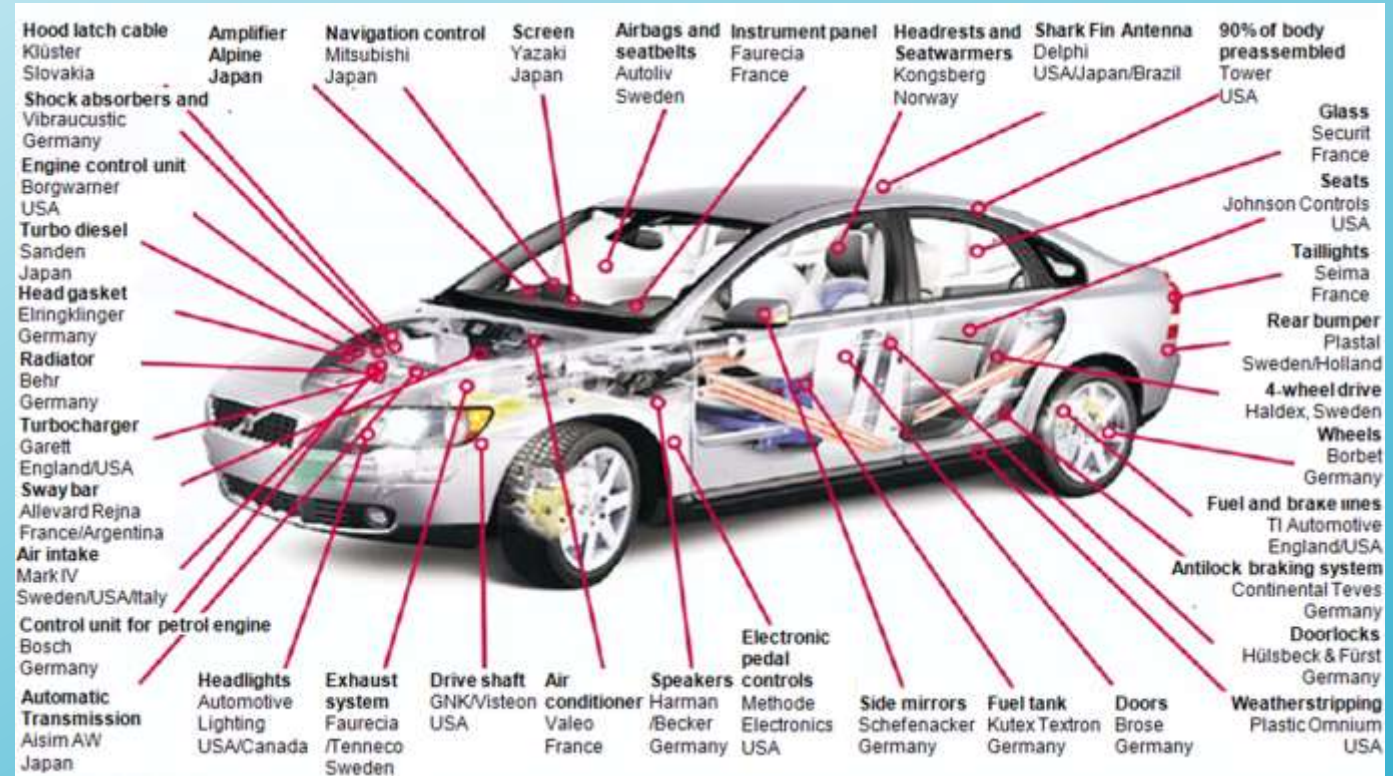 Hood latch cable
Klüster
Slovakia
Amplifier
Alpine
Japan
Navigation control
Mitsubishi
Japan
Screen
Yazaki
Japan
Airbags and
seatbelts
Autoliv
Sweden
Instrument panel
Faurecia
France
Headrests and
Seatwarmers
Kongsberg
Norway
Shark Fin Antenna
Delphi
USA/Japan/Brazil
90% of body
preassembled
Tower
USA
Shock absorbers and
Vibraucustic
Germany
Engine control unit
Borgwarner
USA
Turbo diesel
Sanden
Japan
Head gasket
Elringklinger
Germany
Radiator
Behr
Germany
Turbocharger
Garett
England/USA
Sway bar
Allevard Rejna
France/Argentina
Air intake
Mark IV
Sweden/USA/Italy
Control unit for petrol engine
Bosch
Germany
Automatic
Transmission
Aisim AW
Japan
Glass
Securit
France
Seats
Johnson Controls
USA
Taillights
Seima
France
Rear bumper
Plastal
Sweden/Holland
4-wheel drive
Haldex, Sweden
Wheels
Borbet
Germany
Fuel and brake lines
TI Automotive
England/USA
Antilock braking system
Continental Teves
Germany
Doorlocks
Hülsbeck & Fürst
Germany
Weatherstripping
Plastic Omnium
USA
Headlights
Automotive
Lighting
USA/Canada
Exhaust
system
Faurecia
/Tenneco
Sweden
Drive shaft
GNK/Visteon
USA
Air
conditioner
Valeo
France
Speakers
Harman
/Becker
Germany
Electronic
pedal
controls
Methode
Electronics
USA
Side mirrors
Schefenacker
Germany
Fuel tank
Kutex Textron
Germany
Doors
Brose
Germany